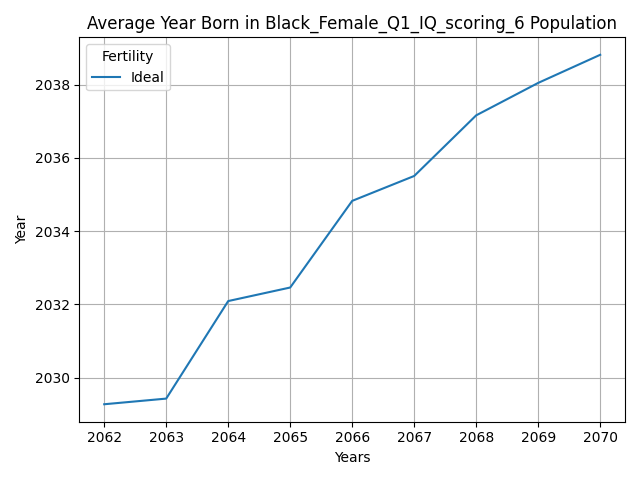 Average Year Born in Black_Female_Q1_IQ_scoring_6 Population
Fertility
Ideal
Year
2038
2036
2034
2032
2030
2062 2063 2064 2065 2066 2067 2068 2069 2070
Years